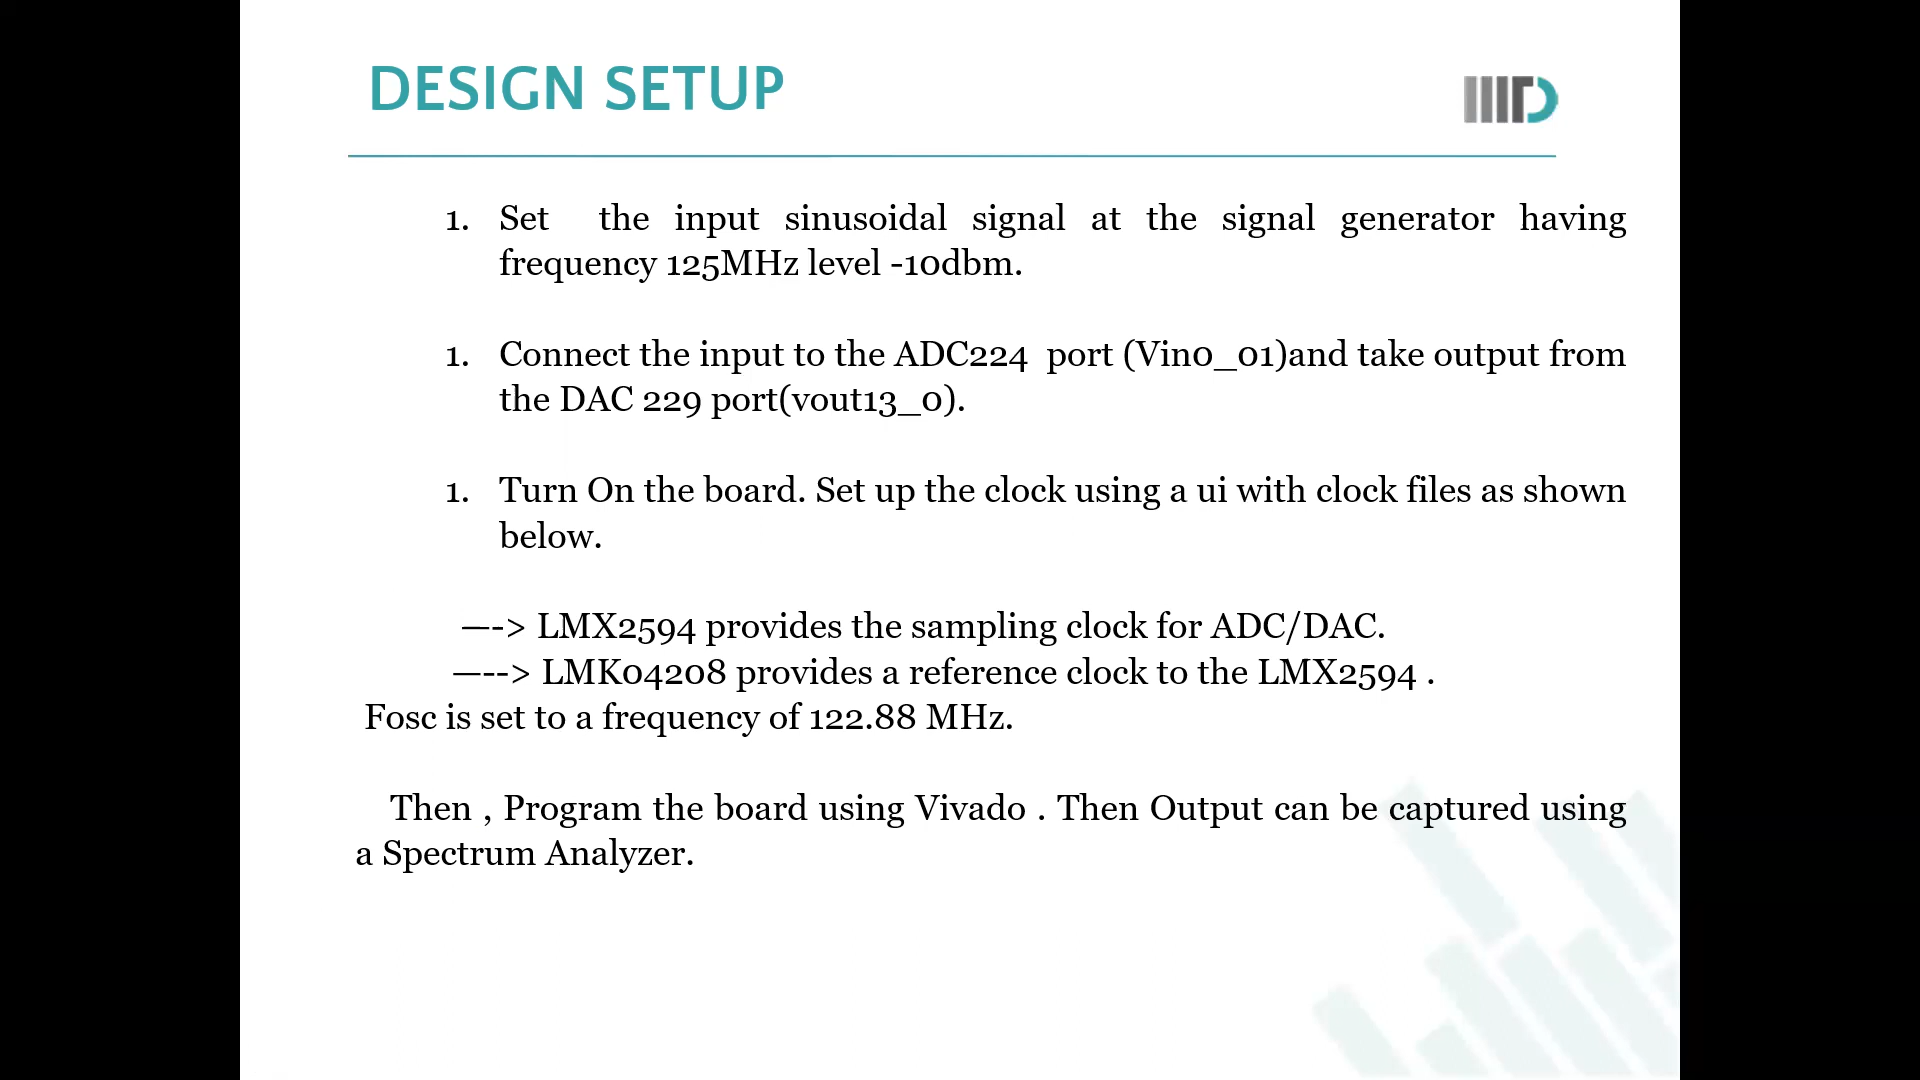 DESIGN SETUP
IIITD
1. Set the input sinusoidal signal at the signal generator having
frequency 125MHz level -10dbm.
1. Connect the input to the ADC224 port (Vin0_01)and take output from
the DAC 229 port(vout13_0).
1. Turn On the board. Set up the clock using a ui with clock files as shown
below.
—-> LMX2594 provides the sampling clock for ADC/DAC.
—--> LMK04208 provides a reference clock to the LMX2594 .
Fosc is set to a frequency of 122.88 MHz.
Then , Program the board using Vivado . Then Output can be captured using
a Spectrum Analyzer.